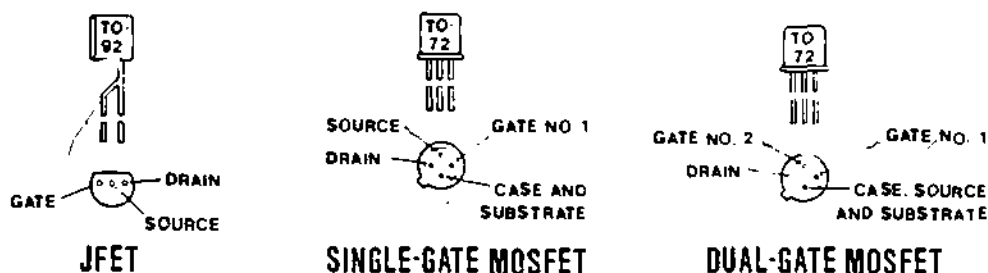 TO-
92
GATE
DRAIN
SOURCE
JFET
TO-
72
SOURCE
GATE NO. 1
DRAIN
CASE AND
SUBSTRATE
SINGLE-GATE MOSFET
TO
72
GATE NO. 2
GATE NO. 1
DRAIN
CASE. SOURCE
AND SUBSTRATE
DUAL-GATE MOSFET